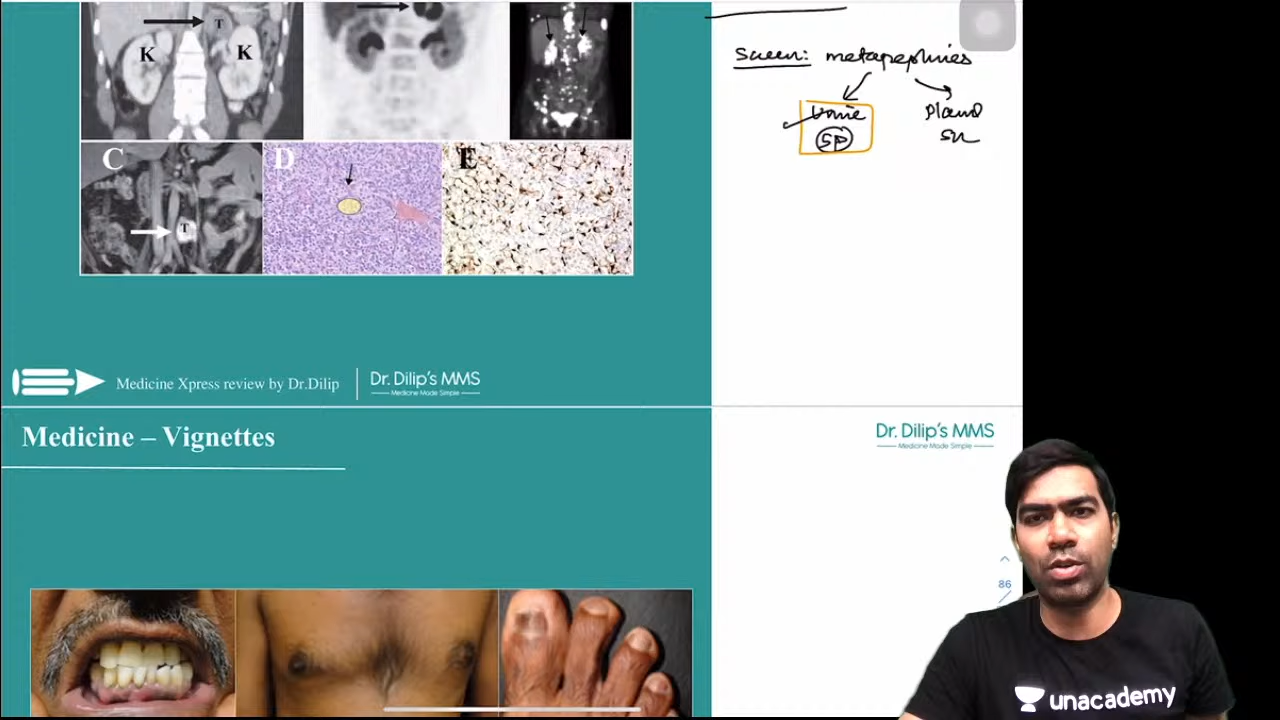 T
K K
C
D
E
T
Screen: metanephrines
Urine
SP
Plasma
SN
Medicine Xpress review by Dr.Dilip
Dr. Dilip's MMS
Medicine Made Simple
Medicine – Vignettes
Dr. Dilip's MMS
Medicine Made Simple
86
unacademy